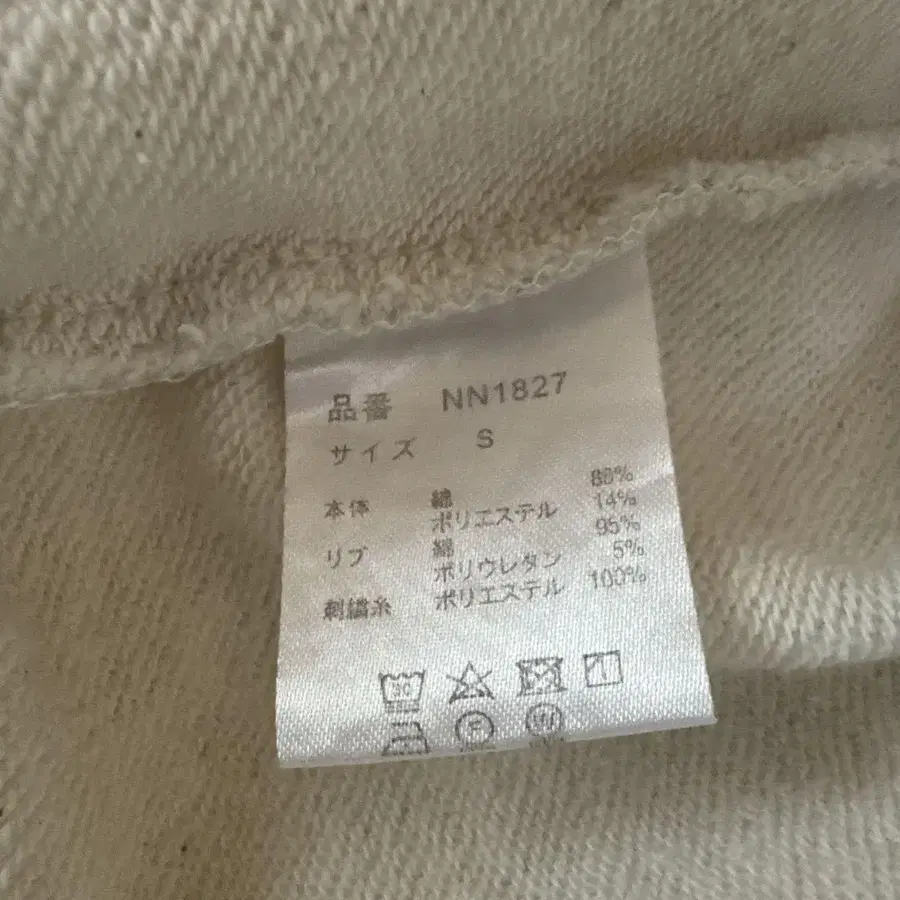 品番 NN1827
サイズ S
本体 綿 86%
ポリエステル 14%
リブ 綿 95%
ポリウレタン 5%
刺繍糸 ポリエステル 100%
30